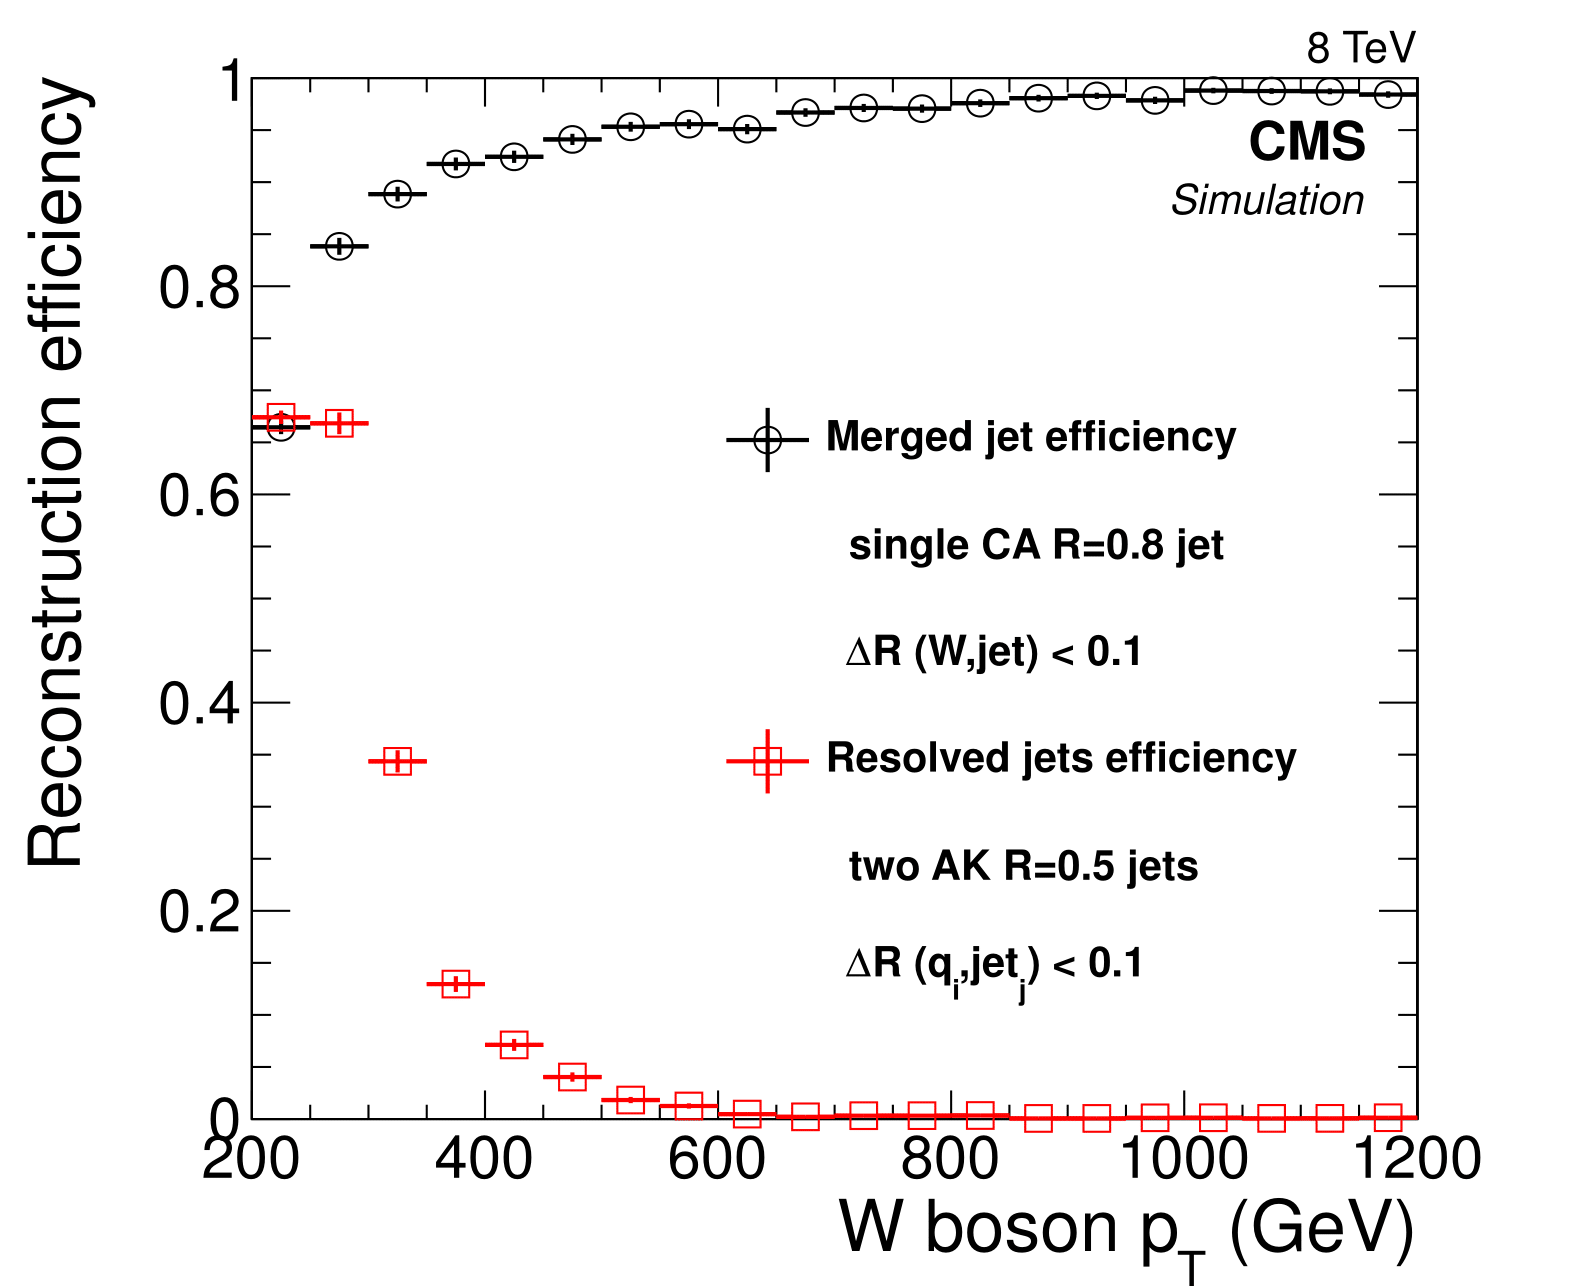 8 TeV
CMS
Simulation
Reconstruction efficiency
1
0.8
0.6
0.4
0.2
0
Merged jet efficiency
single CA R=0.8 jet
ΔR (W,jet) < 0.1
Resolved jets efficiency
two AK R=0.5 jets
ΔR (qi,jetj) < 0.1
200 400 600 800 1000 1200
W boson pT (GeV)